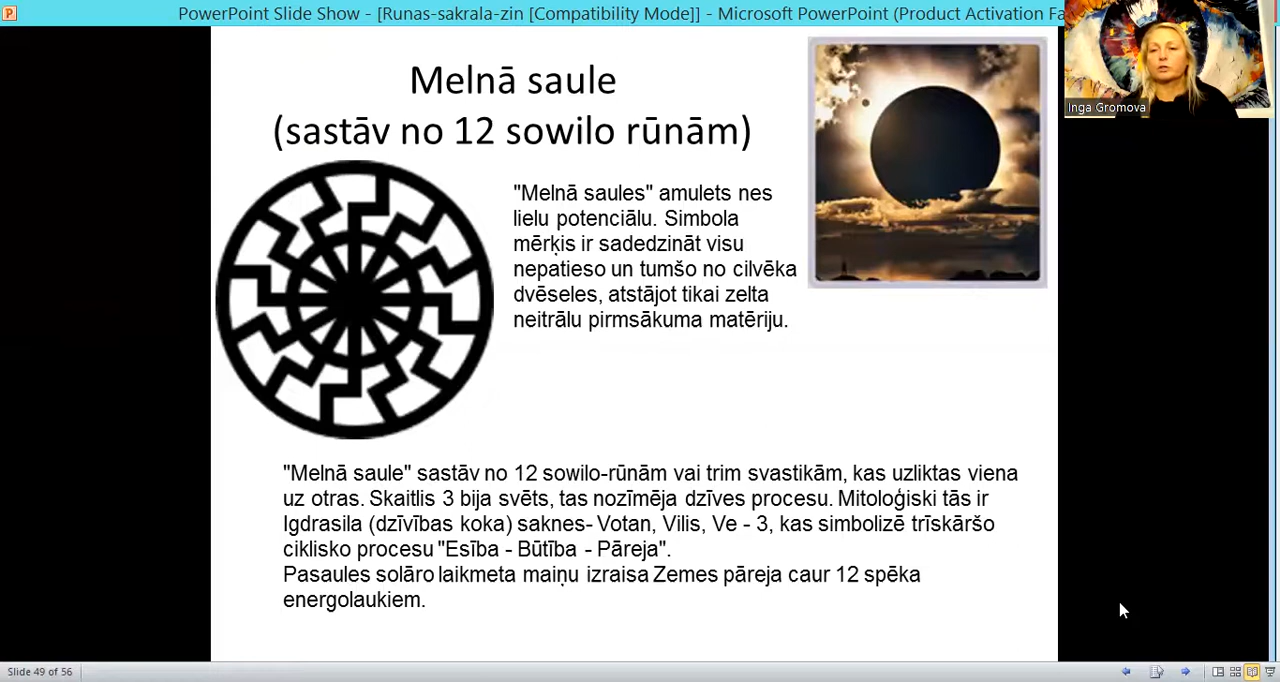 PowerPoint Slide Show - [Runas-sakrala-zin [Compatibility Mode]] - Microsoft PowerPoint (Product Activation Fa
Inga Gromova
Melnā saule
(sastāv no 12 sowilo rūnām)
"Melnā saules" amulets nes
lielu potenciālu. Simbola
mērķis ir sadedzināt visu
nepatieso un tumšo no cilvēka
dvēseles, atstājot tikai zelta
neitrālu pirmsākuma matēriju.
"Melnā saule" sastāv no 12 sowilo-rūnām vai trim svastikām, kas uzliktas viena
uz otras. Skaitlis 3 bija svēts, tas nozīmēja dzīves procesu. Mitoloģiski tās ir
Igdrasila (dzīvības koka) saknes- Votan, Vilis, Ve - 3, kas simbolizē trīskāršo
ciklisko procesu "Esība - Būtība - Pāreja".
Pasaules solāro laikmeta maiņu izraisa Zemes pāreja caur 12 spēka
energolaukiem.
Slide 49 of 56